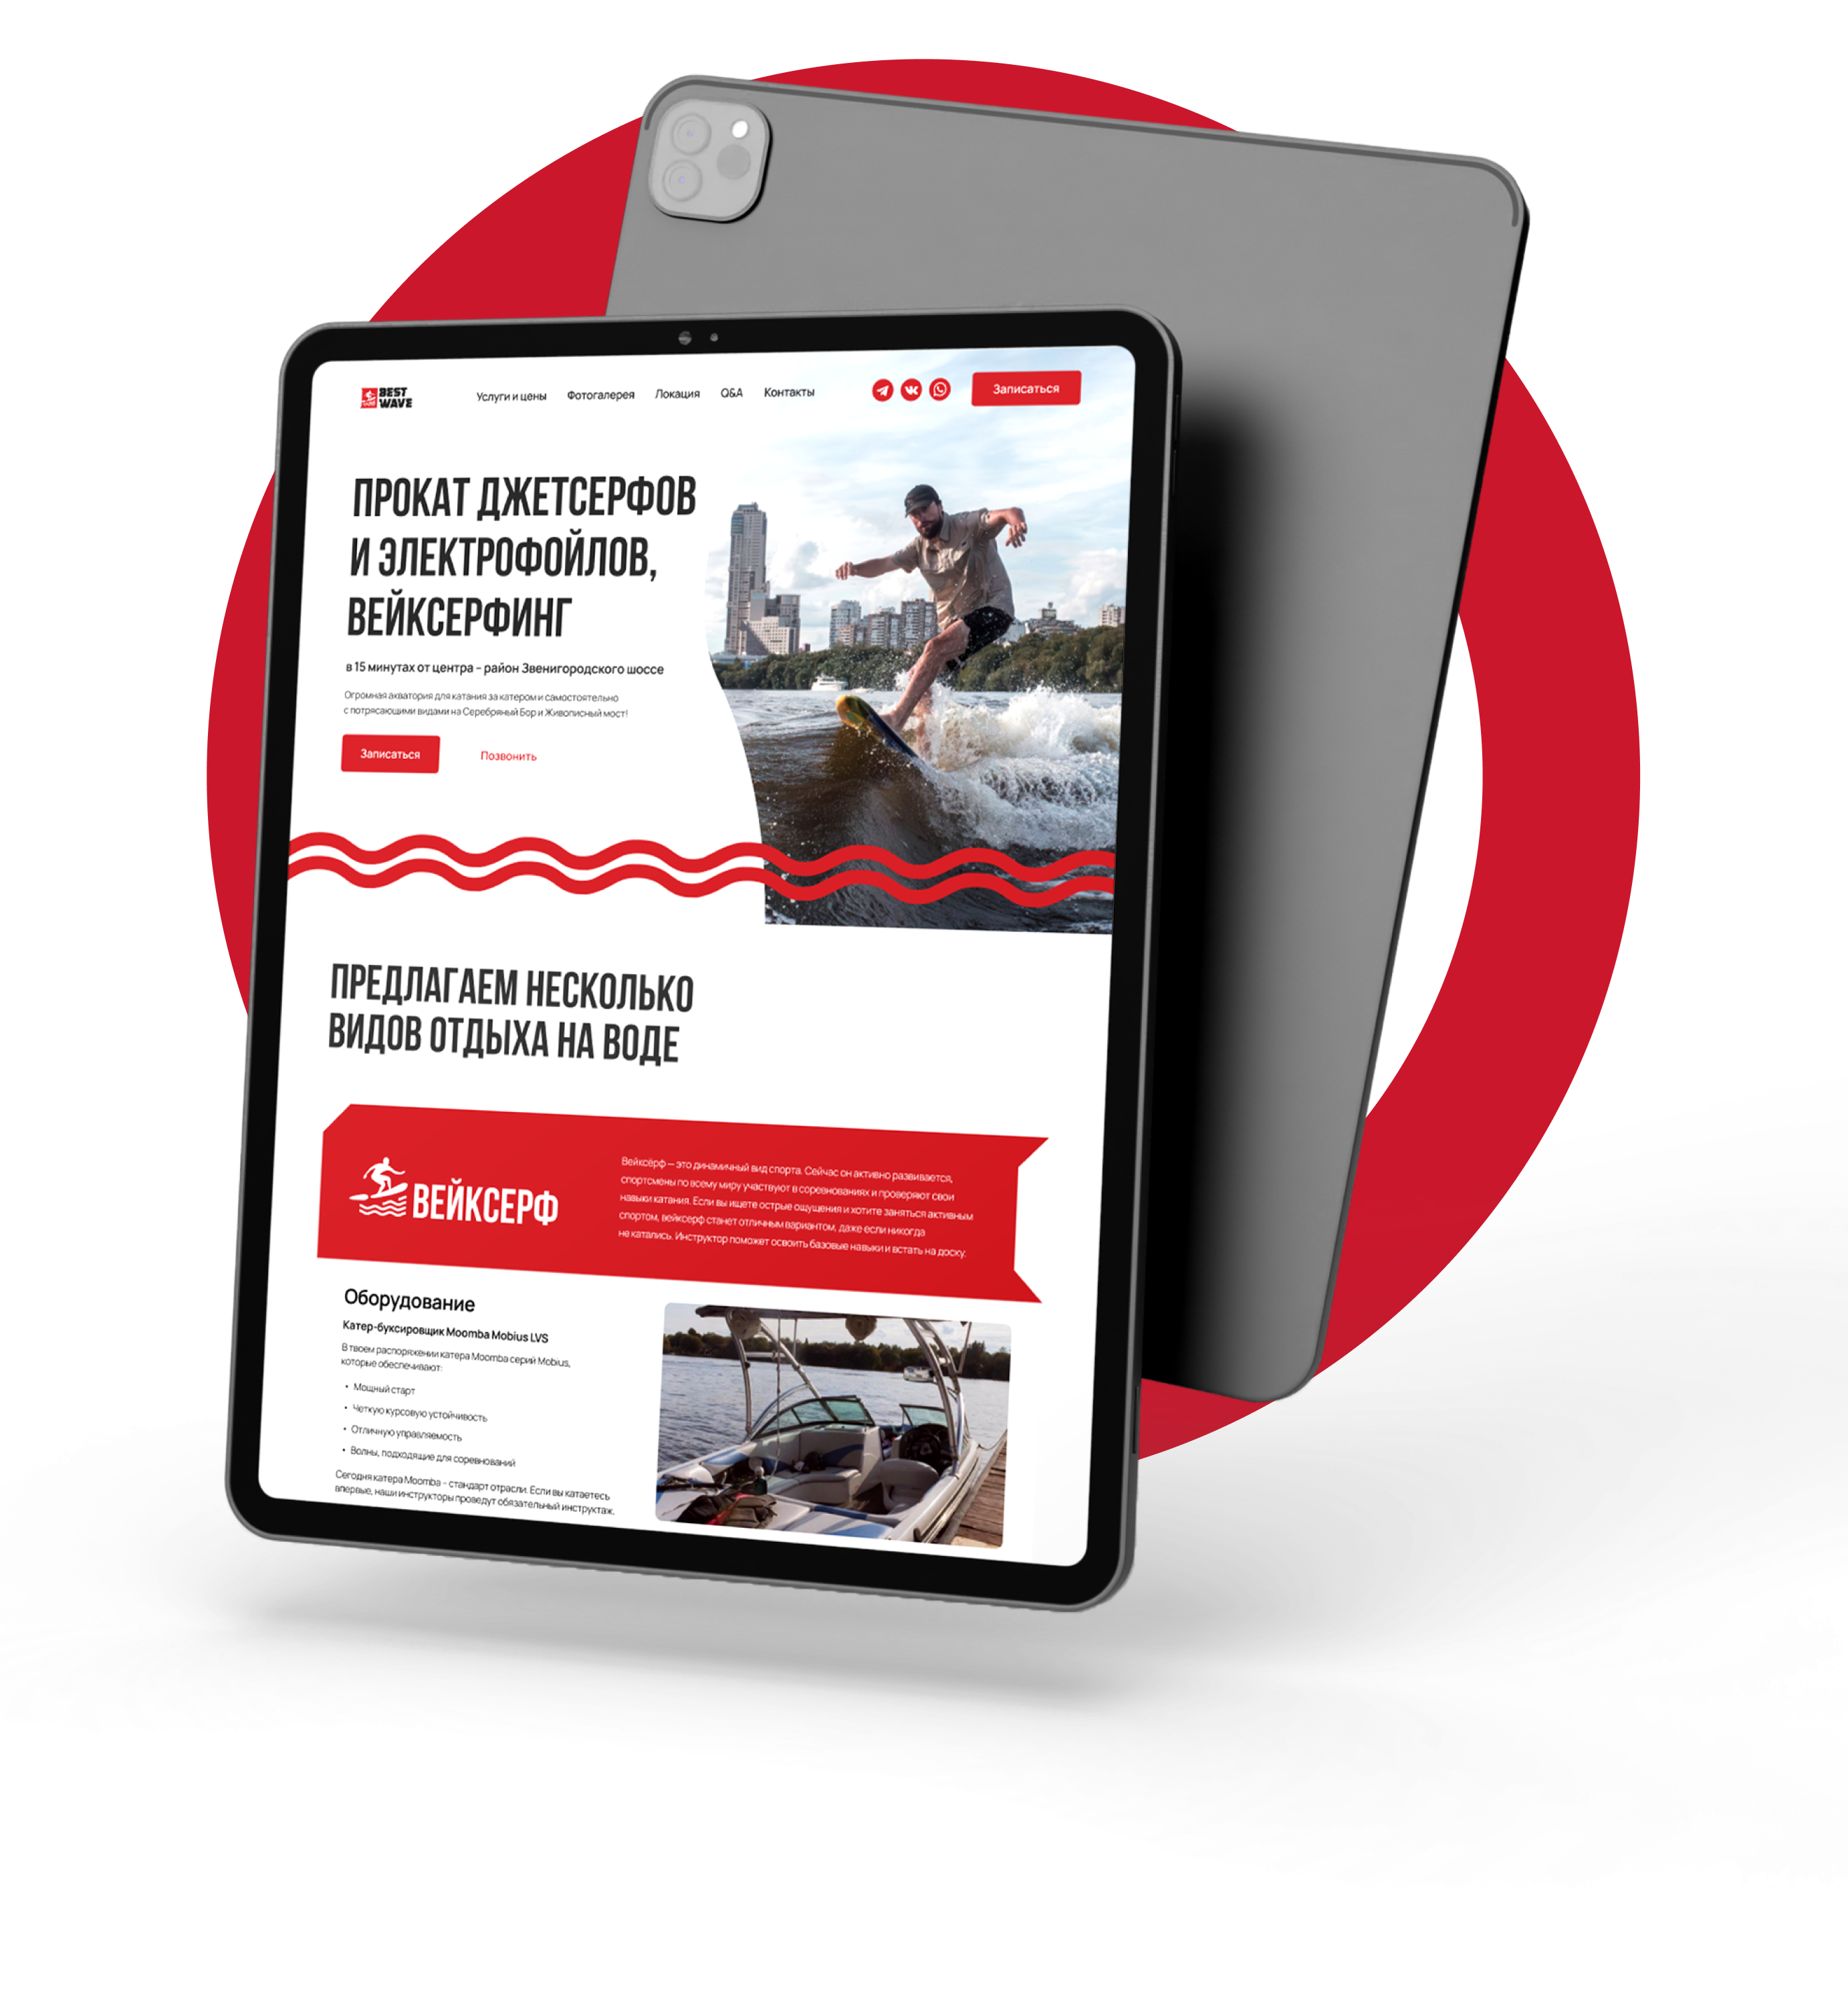 BEST
WAVE
Услуги и цены Фотогалерея Локация Q&A Контакты
Записаться
ПРОКАТ ДЖЕТСЕРФОВ
И ЭЛЕКТРОФОЙЛОВ,
ВЕЙКСЕРФИНГ
в 15 минутах от центра – район Звенигородского шоссе
Огромная акватория для катания за катером и самостоятельно
с потрясающими видами на Серебряный Бор и Живописный мост!
Записаться Позвонить
ПРЕДЛАГАЕМ НЕСКОЛЬКО
ВИДОВ ОТДЫХА НА ВОДЕ
ВЕЙКСЕРФ
Вейксёрф — это динамичный вид спорта. Сейчас он активно развивается,
спортсмены по всему миру участвуют в соревнованиях и проверяют свои
навыки катания. Если вы ищете острые ощущения и хотите заняться активным
спортом, вейксерф станет отличным вариантом, даже если никогда
не катались. Инструктор поможет освоить базовые навыки и встать на доску.
Оборудование
Катер-буксировщик Moomba Mobius LVS
В твоем распоряжении катера Moomba серий Mobius,
которые обеспечивают:
• Мощный старт
• Четкую курсовую устойчивость
• Отличную управляемость
• Волны, подходящие для соревнований
Сегодня катера Moomba – стандарт отрасли. Если вы катаетесь
впервые, наши инструкторы проведут обязательный инструктаж.